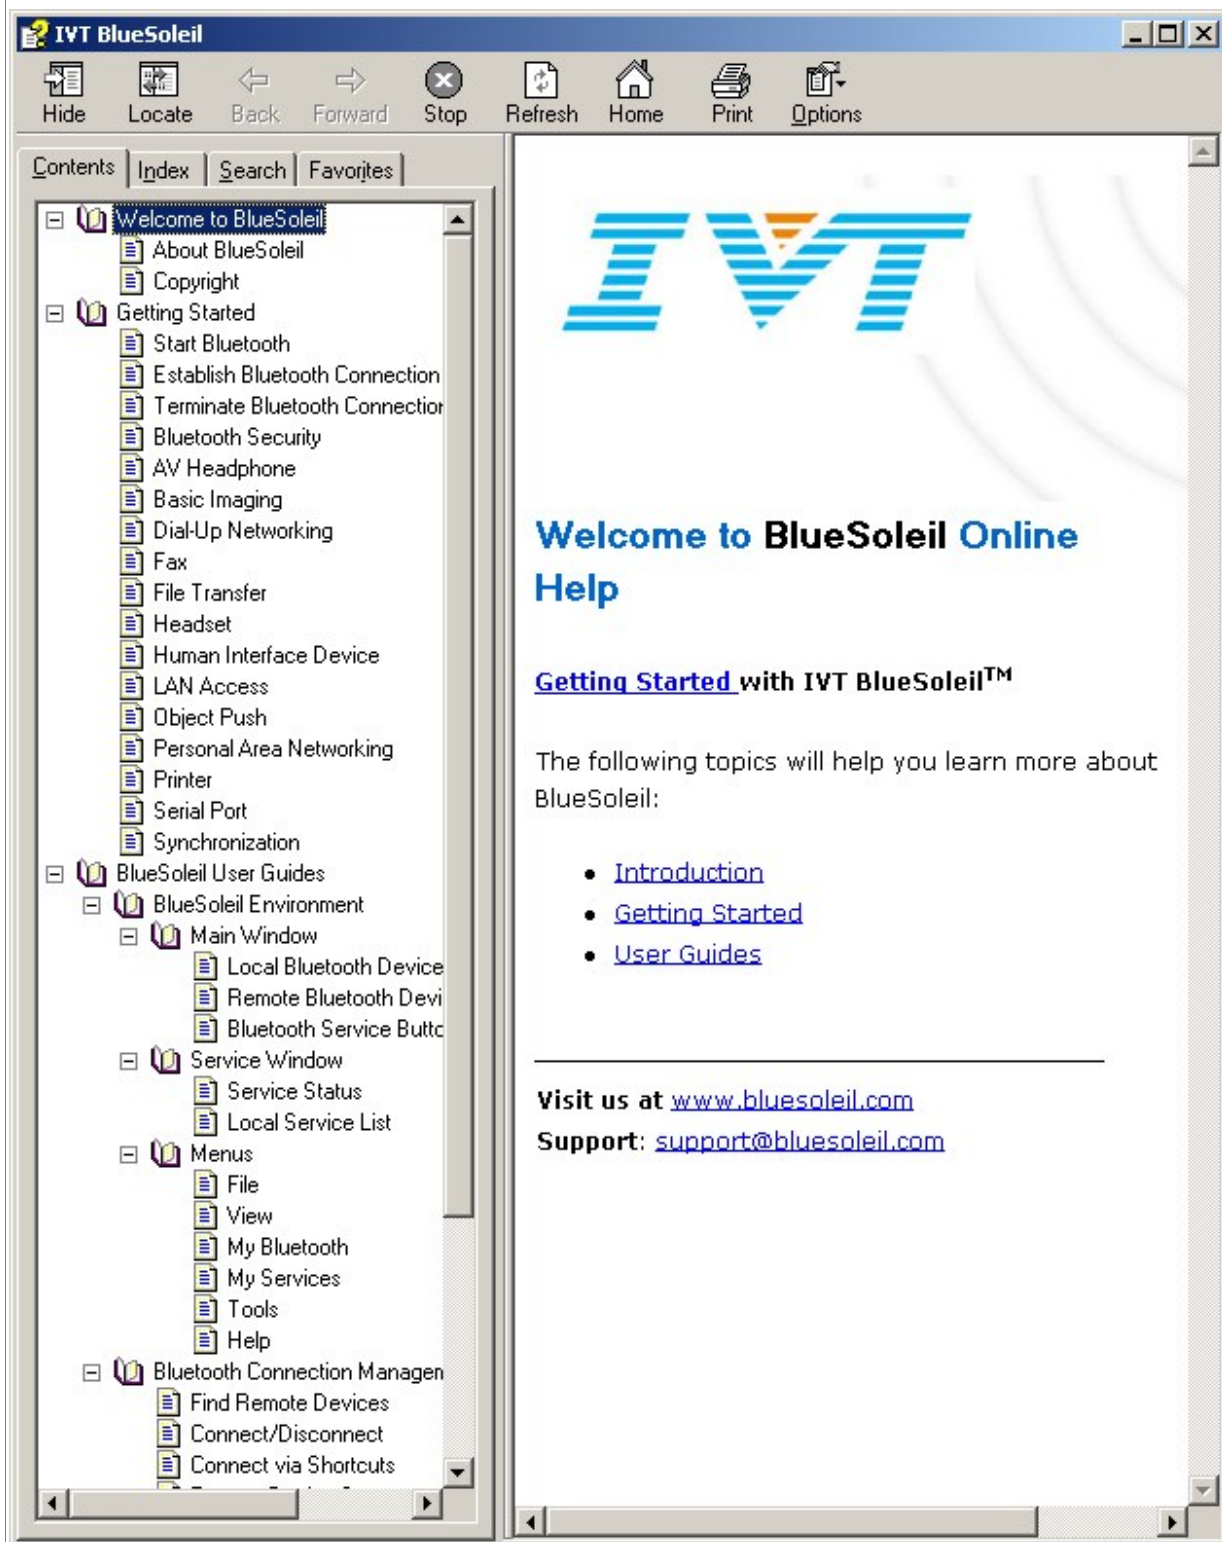 IVT BlueSoleil
Hide Locate Back Forward Stop Refresh Home Print Options
Contents Index Search Favorites
Welcome to BlueSoleil
About BlueSoleil
Copyright
Getting Started
Start Bluetooth
Establish Bluetooth Connection
Terminate Bluetooth Connection
Bluetooth Security
AV Headphone
Basic Imaging
Dial-Up Networking
Fax
File Transfer
Headset
Human Interface Device
LAN Access
Object Push
Personal Area Networking
Printer
Serial Port
Synchronization
BlueSoleil User Guides
BlueSoleil Environment
Main Window
Local Bluetooth Device
Remote Bluetooth Devi
Bluetooth Service Butto
Service Window
Service Status
Local Service List
Menus
File
View
My Bluetooth
My Services
Tools
Help
Bluetooth Connection Managem
Find Remote Devices
Connect/Disconnect
Connect via Shortcuts
IVT
Welcome to BlueSoleil Online
Help
Getting Started with IVT BlueSoleil™
The following topics will help you learn more about
BlueSoleil:
• Introduction
• Getting Started
• User Guides
Visit us at www.bluesoleil.com
Support: support@bluesoleil.com